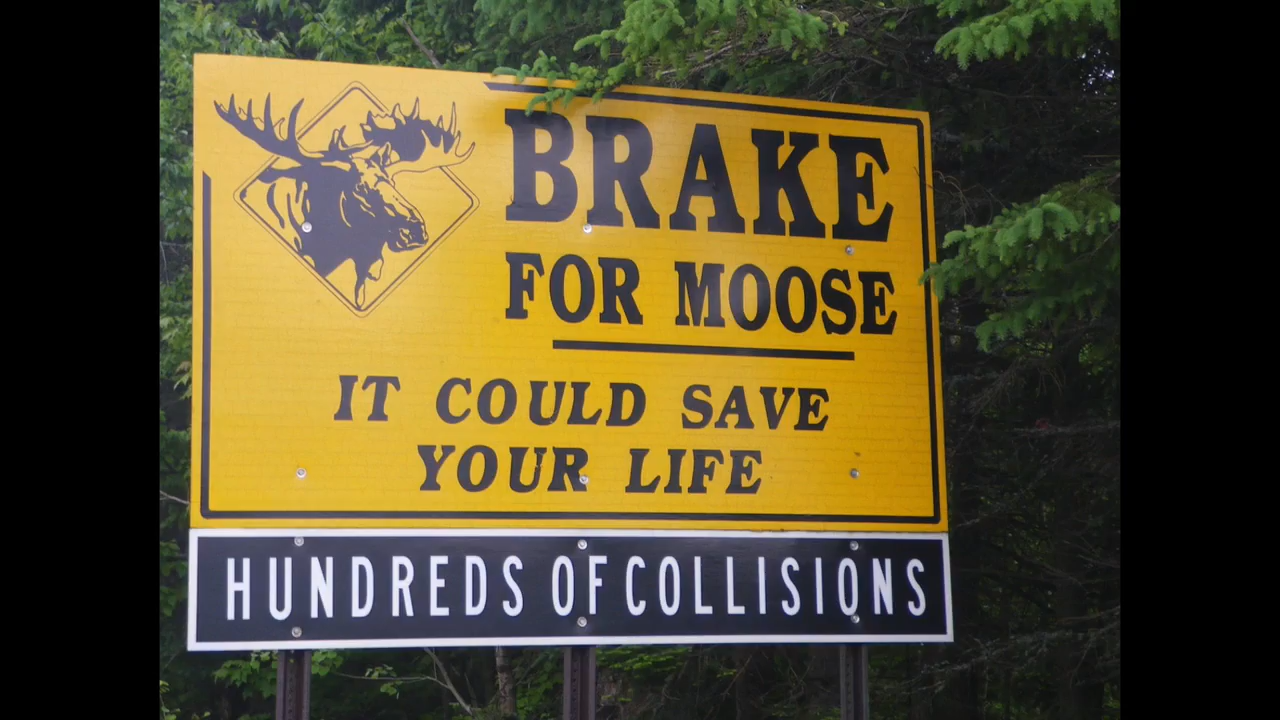 BRAKE
FOR MOOSE
IT COULD SAVE
YOUR LIFE
HUNDREDS OF COLLISIONS